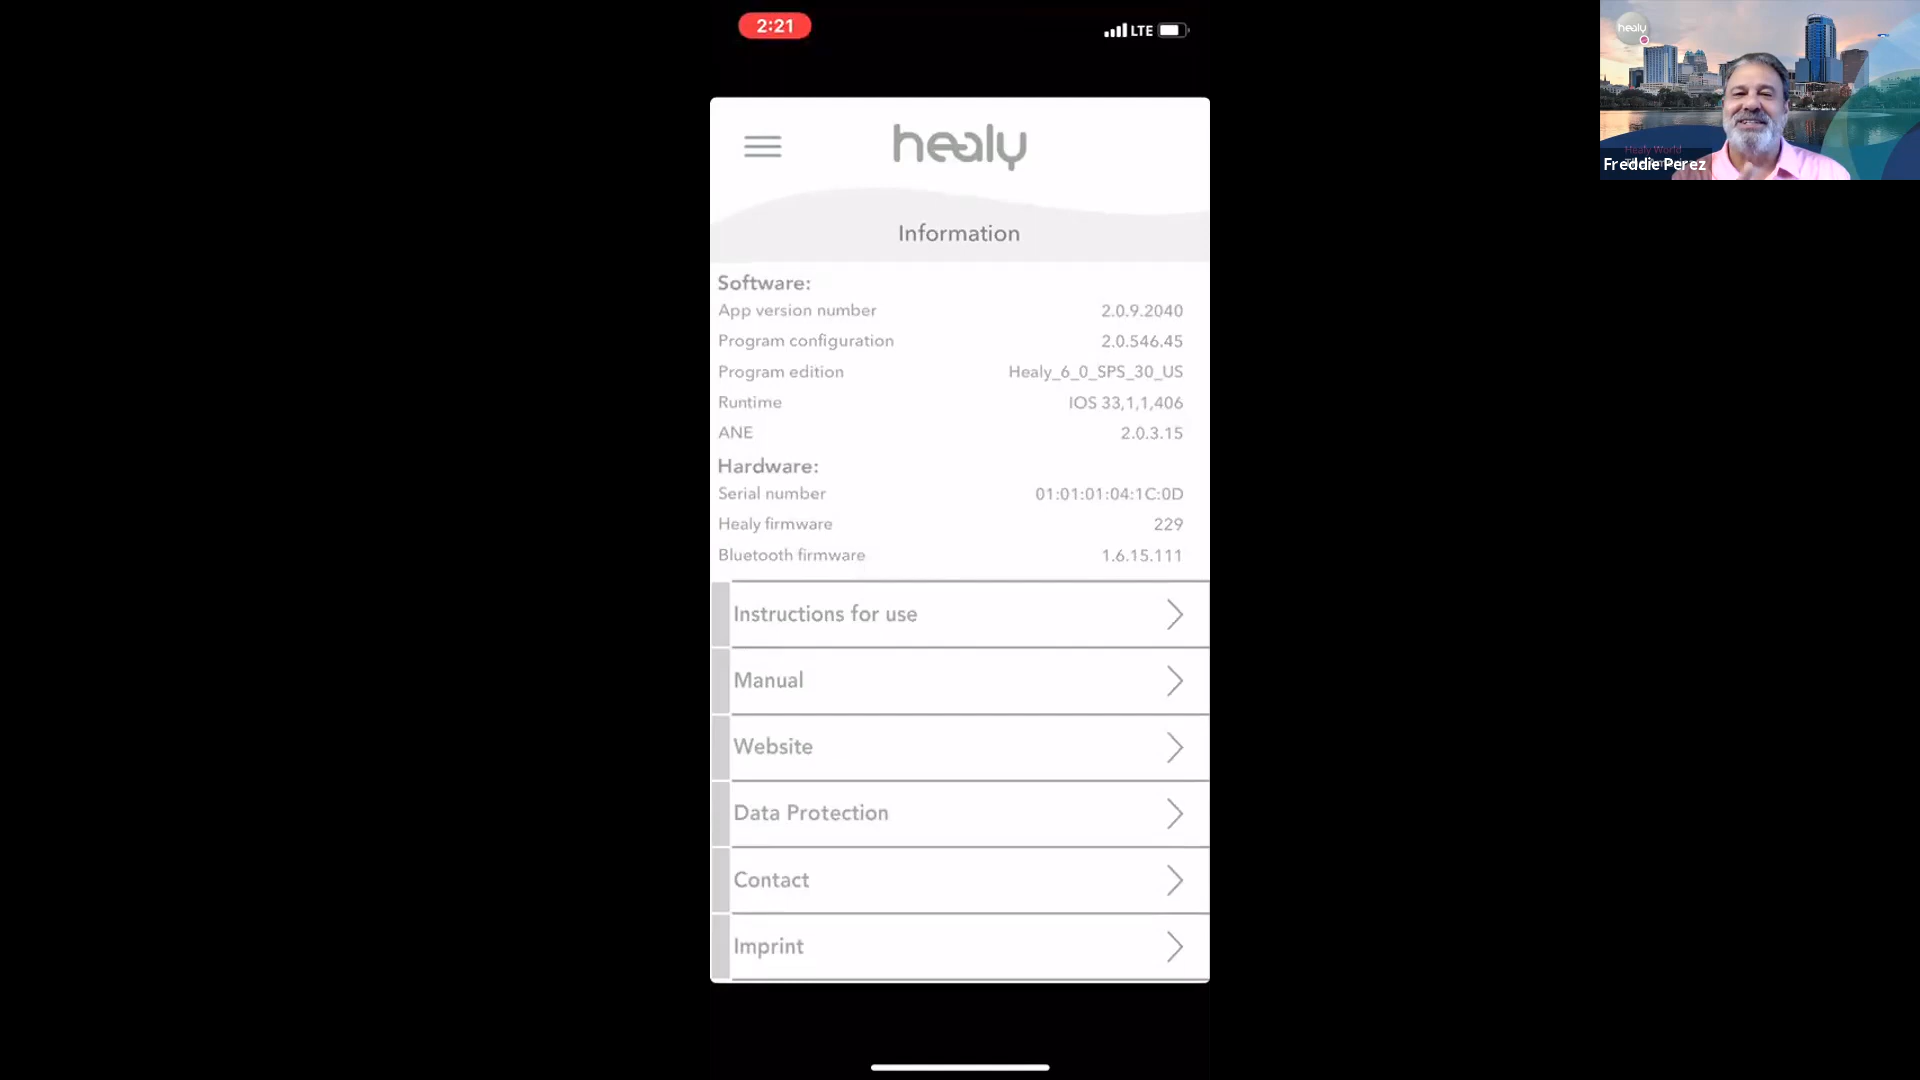 2:21
LTE
healy
Information
Software:
App version number 2.0.9.2040
Program configuration 2.0.546.45
Program edition Healy_6_0_SPS_30_US
Runtime IOS 33,1,1,406
ANE 2.0.3.15
Hardware:
Serial number 01:01:01:04:1C:0D
Healy firmware 229
Bluetooth firmware 1.6.15.111
Instructions for use
Manual
Website
Data Protection
Contact
Imprint
healy
Healy World
Freddie Perez